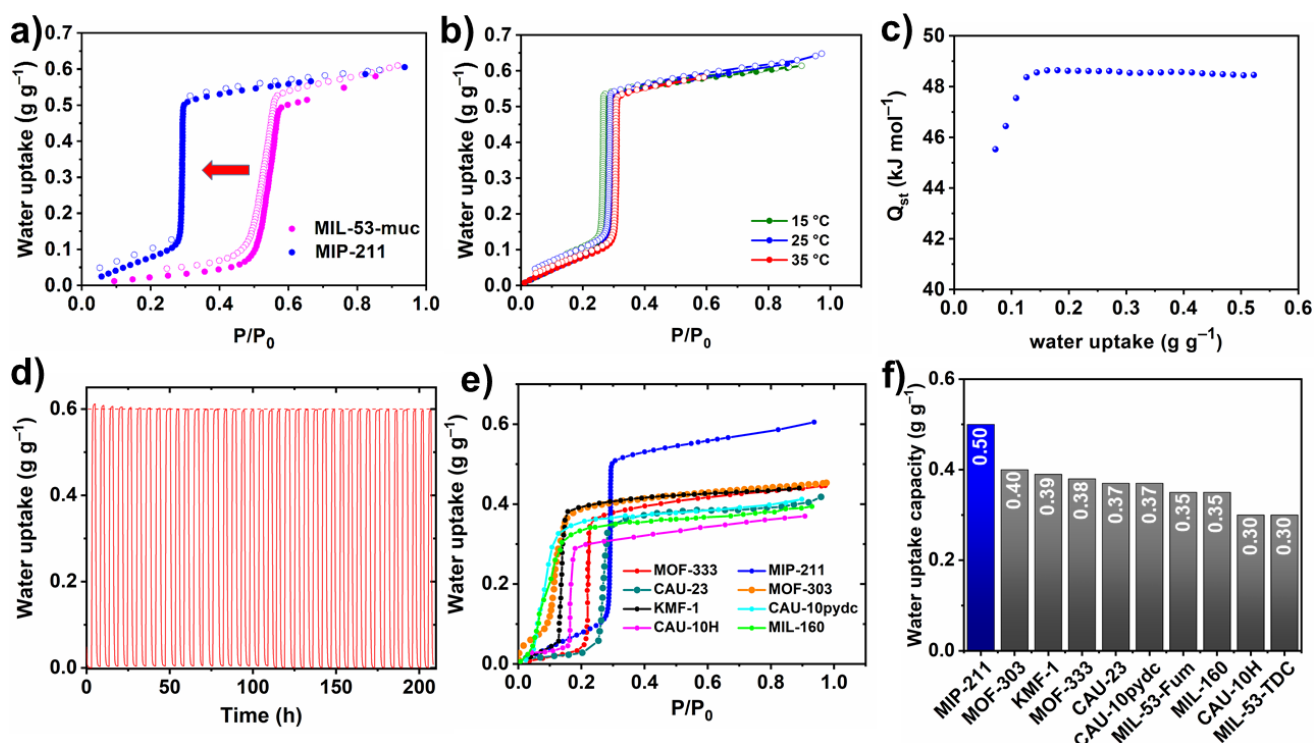 a)
Water uptake (g g⁻¹)
0.7
0.6
0.5
0.4
0.3
0.2
0.1
0.0
MIL-53-muc
MIP-211
0.0 0.2 0.4 0.6 0.8 1.0
P/P₀
b)
Water uptake (g g⁻¹)
0.7
0.6
0.5
0.4
0.3
0.2
0.1
0.0
15 °C
25 °C
35 °C
0.0 0.2 0.4 0.6 0.8 1.0
P/P₀
c)
Qst (kJ mol⁻¹)
50
48
46
44
42
40
0.0 0.1 0.2 0.3 0.4 0.5 0.6
water uptake (g g⁻¹)
d)
Water uptake (g g⁻¹)
0.6
0.4
0.2
0.0
0 50 100 150 200
Time (h)
e)
Water uptake (g g⁻¹)
0.6
0.4
0.2
0.0
MOF-333 MIP-211
CAU-23 MOF-303
KMF-1 CAU-10pydc
CAU-10H MIL-160
0.0 0.2 0.4 0.6 0.8 1.0
P/P₀
f)
Water uptake capacity (g g⁻¹)
0.6
0.4
0.2
0.0
0.50 0.40 0.39 0.38 0.37 0.37 0.35 0.35 0.30 0.30
MIP-211
MOF-303
KMF-1
MOF-333
CAU-23
CAU-10pydc
MIL-53-Fum
MIL-160
CAU-10H
MIL-53-TDC